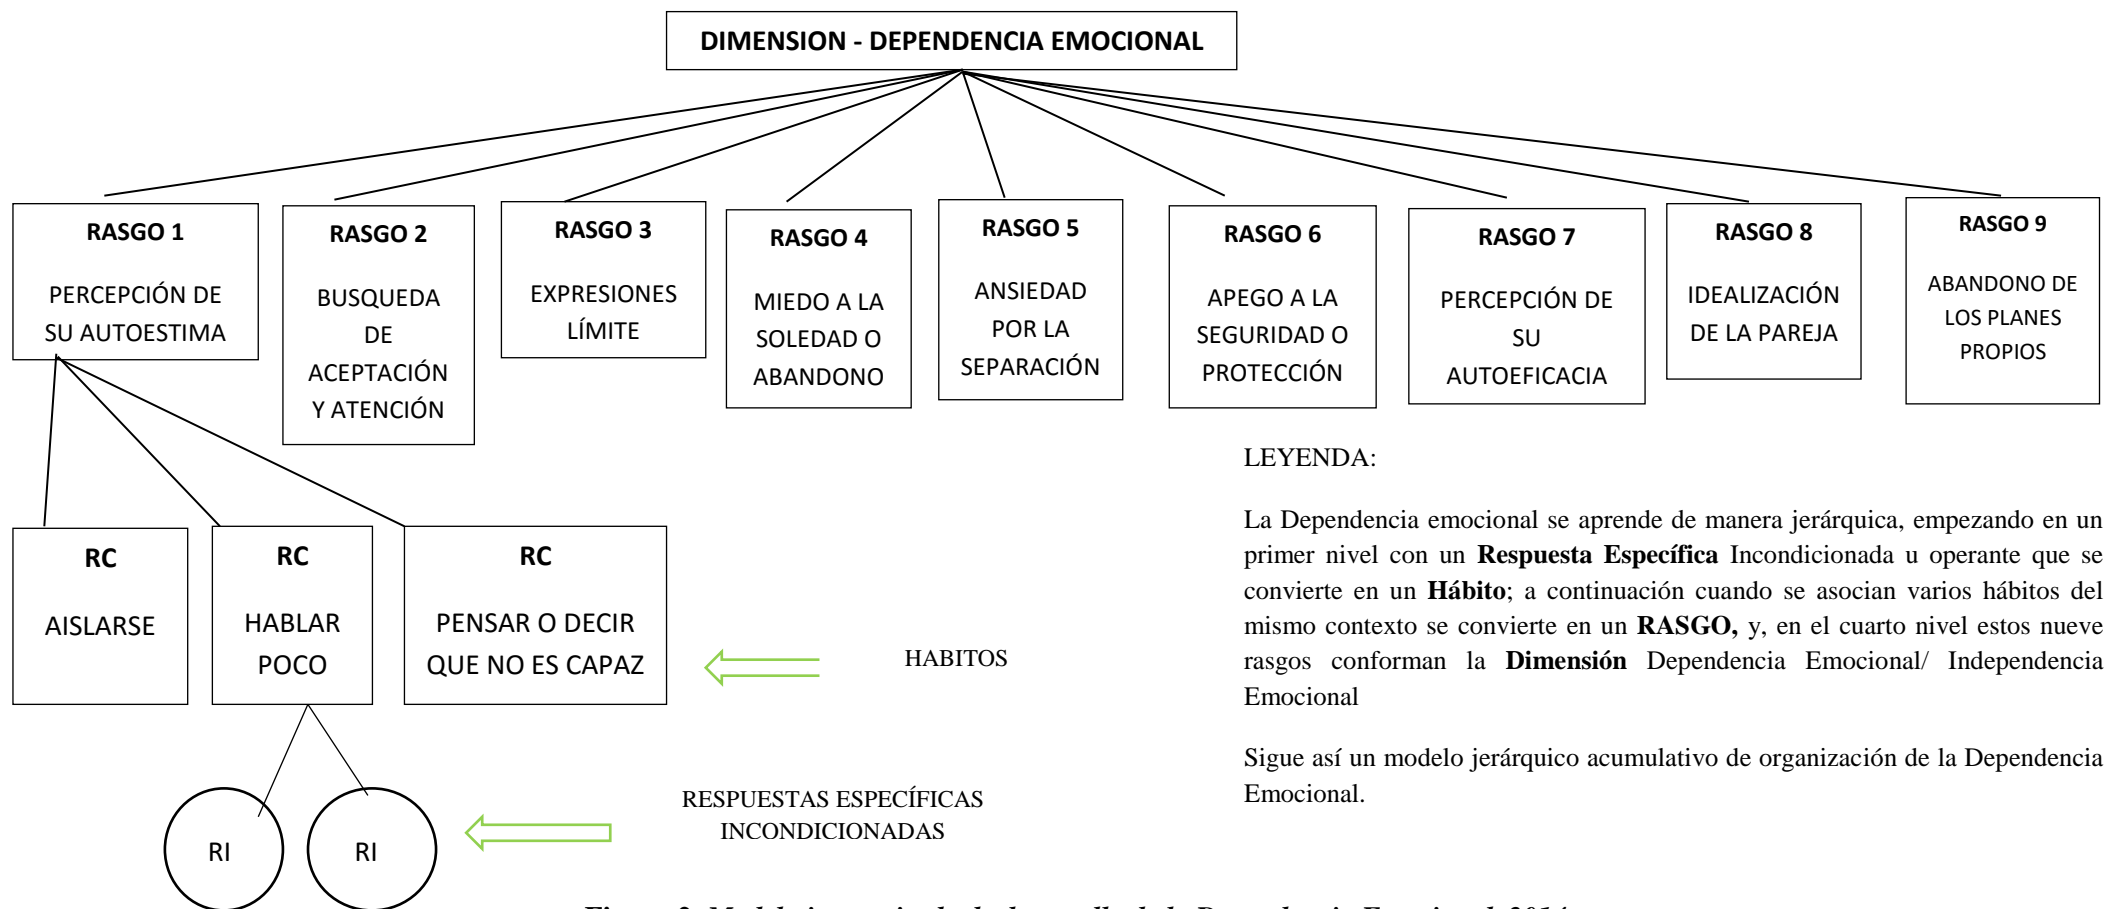 DIMENSION - DEPENDENCIA EMOCIONAL
RASGO 1
PERCEPCIÓN DE
SU AUTOESTIMA
RASGO 2
BUSQUEDA
DE
ACEPTACIÓN
Y ATENCIÓN
RASGO 3
EXPRESIONES
LÍMITE
RASGO 4
MIEDO A LA
SOLEDAD O
ABANDONO
RASGO 5
ANSIEDAD
POR LA
SEPARACIÓN
RASGO 6
APEGO A LA
SEGURIDAD O
PROTECCIÓN
RASGO 7
PERCEPCIÓN DE
SU
AUTOEFICACIA
RASGO 8
IDEALIZACIÓN
DE LA PAREJA
RASGO 9
ABANDONO DE
LOS PLANES
PROPIOS
RC
AISLARSE
RC
HABLAR
POCO
RC
PENSAR O DECIR
QUE NO ES CAPAZ
HABITOS
RI
RI
RESPUESTAS ESPECÍFICAS
INCONDICIONADAS
LEYENDA:
La Dependencia emocional se aprende de manera jerárquica, empezando en un
primer nivel con un Respuesta Específica Incondicionada u operante que se
convierte en un Hábito; a continuación cuando se asocian varios hábitos del
mismo contexto se convierte en un RASGO, y, en el cuarto nivel estos nueve
rasgos conforman la Dimensión Dependencia Emocional/ Independencia
Emocional
Sigue así un modelo jerárquico acumulativo de organización de la Dependencia
Emocional.